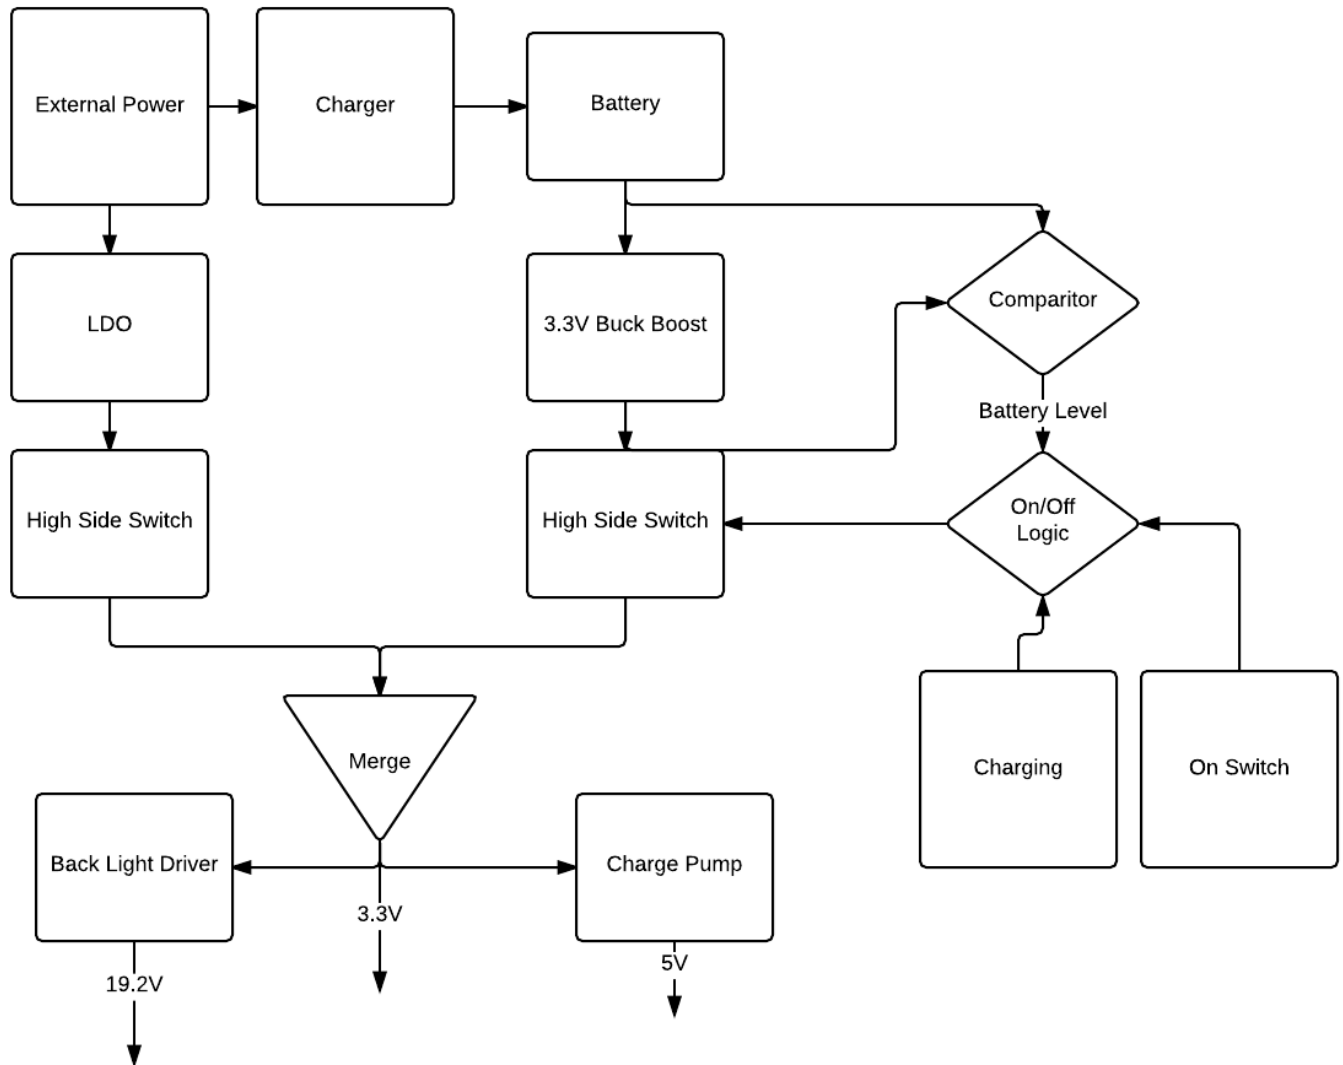 External Power
Charger
Battery
LDO
3.3V Buck Boost
Comparitor
Battery Level
High Side Switch
High Side Switch
On/Off
Logic
Merge
Charging
On Switch
Back Light Driver
Charge Pump
3.3V
5V
19.2V